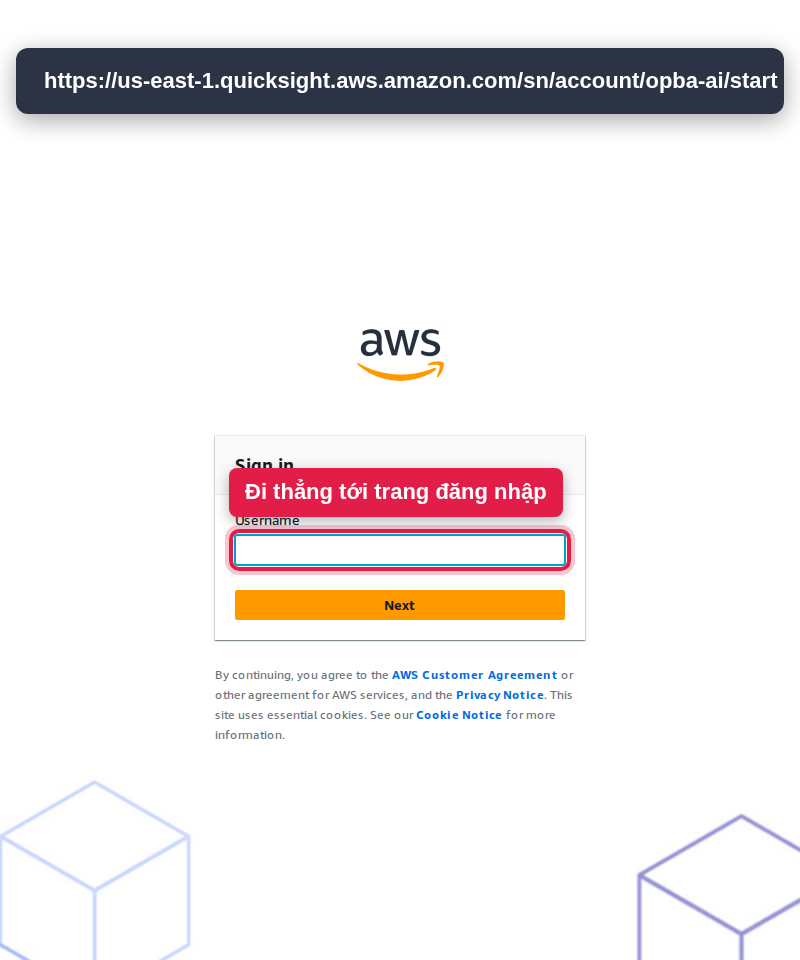 https://us-east-1.quicksight.aws.amazon.com/sn/account/opba-ai/start
aws
Sign in
Đi thẳng tới trang đăng nhập
Username
Next
By continuing, you agree to the AWS Customer Agreement or
other agreement for AWS services, and the Privacy Notice. This
site uses essential cookies. See our Cookie Notice for more
information.